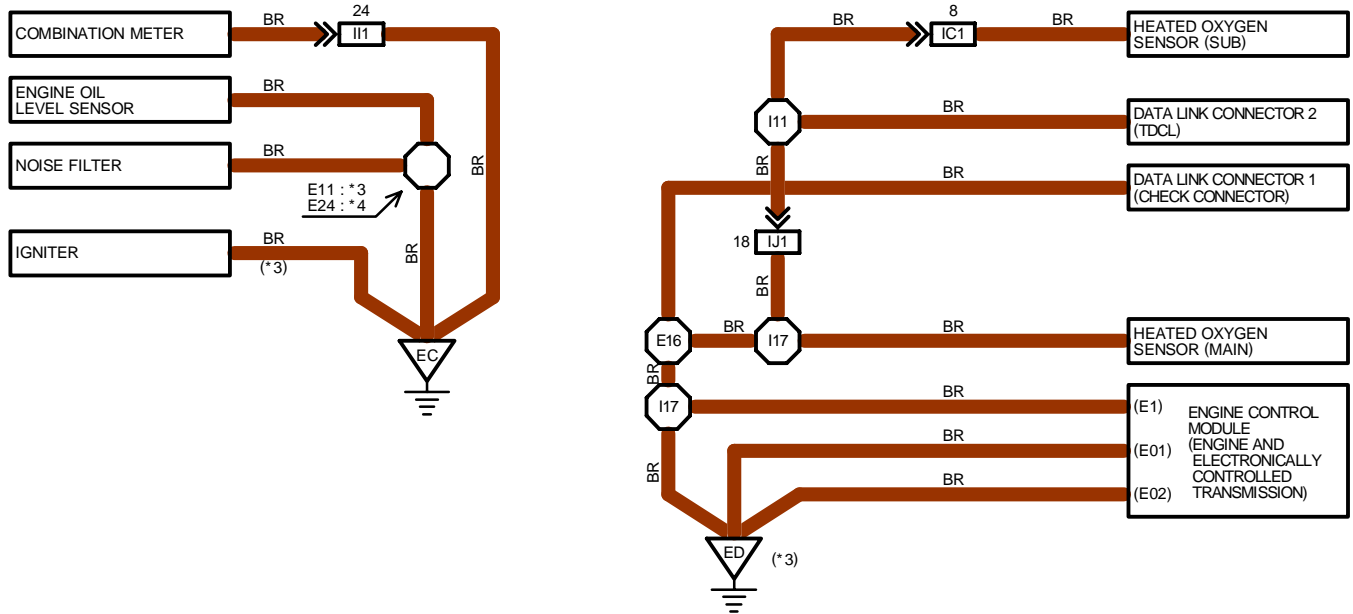 BR
24
COMBINATION METER
II1
ENGINE OIL
LEVEL SENSOR
BR
NOISE FILTER
BR
BR
E11 : *3
E24 : *4
IGNITER
BR
(*3)
BR
EC
BR
8
BR
IC1
HEATED OXYGEN
SENSOR (SUB)
I11
BR
DATA LINK CONNECTOR 2
(TDCL)
BR
BR
DATA LINK CONNECTOR 1
(CHECK CONNECTOR)
18
IJ1
BR
E16
BR
I17
BR
HEATED OXYGEN
SENSOR (MAIN)
BR
I17
BR
(E1)
BR
(E01)
BR
(E02)
ENGINE CONTROL
MODULE
(ENGINE AND
ELECTRONICALLY
CONTROLLED
TRANSMISSION)
BR
ED
(*3)